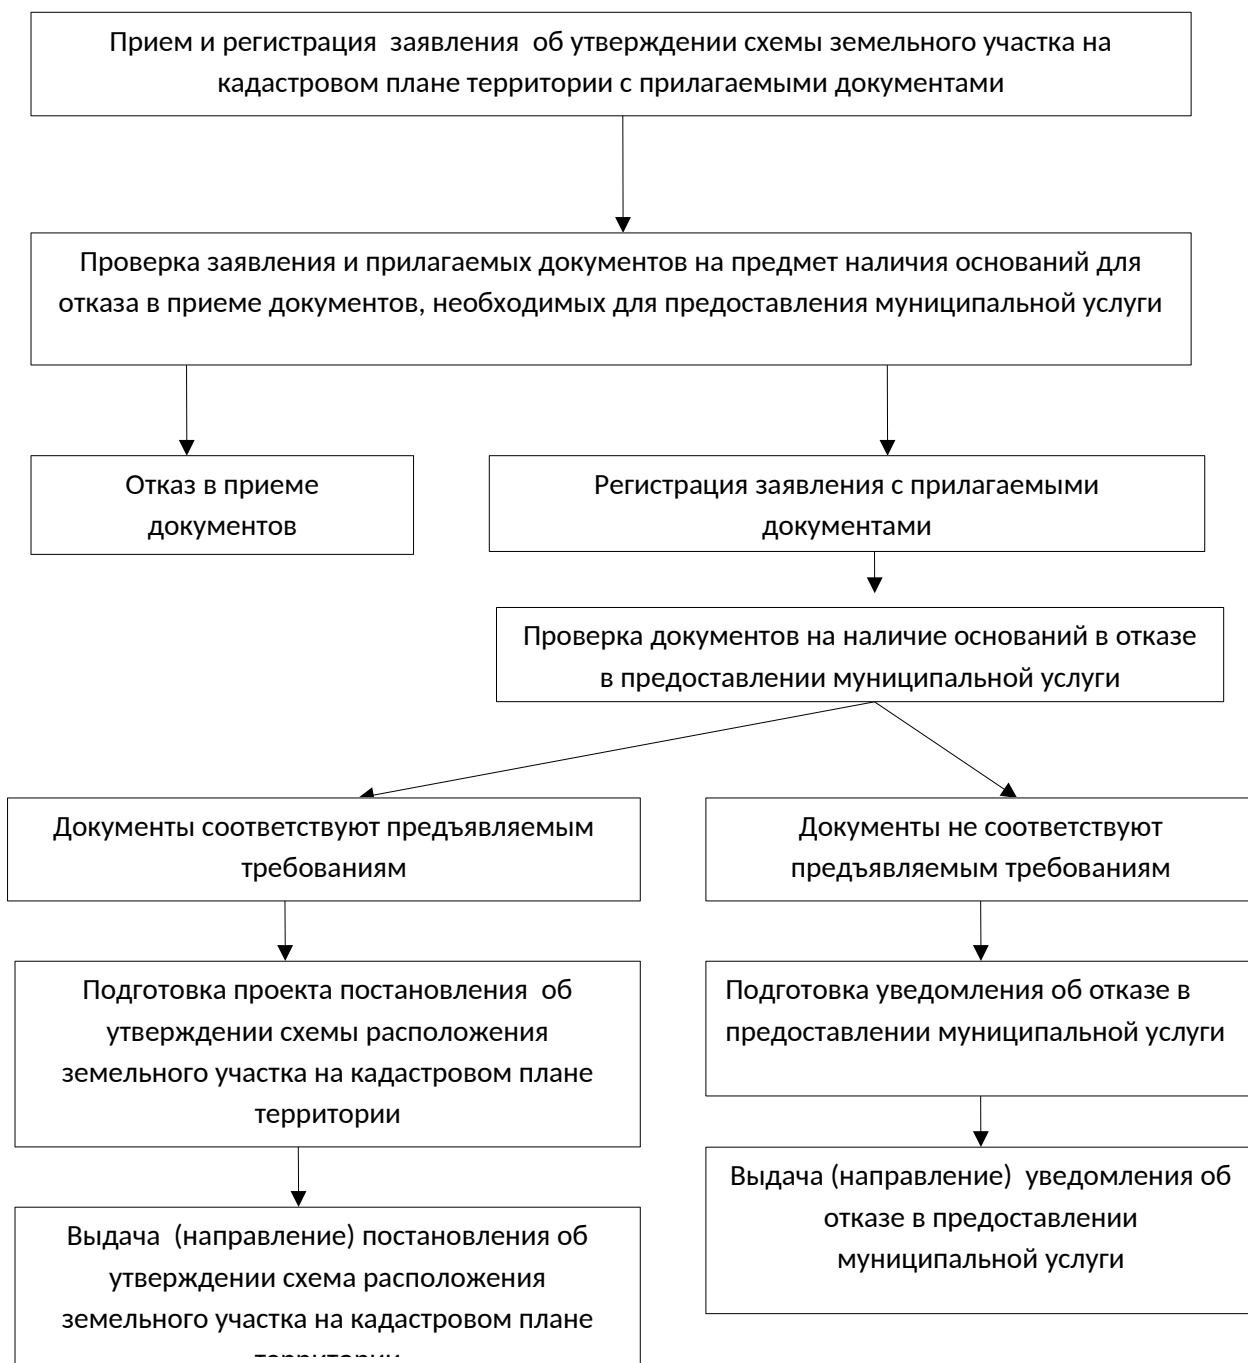 Прием и регистрация  заявления  об утверждении схемы земельного участка на
кадастровом плане территории с прилагаемыми документами
Проверка заявления и прилагаемых документов на предмет наличия оснований для
отказа в приеме документов, необходимых для предоставления муниципальной услуги
Отказ в приеме
документов
Регистрация заявления с прилагаемыми
документами
Проверка документов на наличие оснований в отказе
в предоставлении муниципальной услуги
Документы соответствуют предъявляемым
требованиям
Документы не соответствуют
предъявляемым требованиям
Подготовка проекта постановления  об
утверждении схемы расположения
земельного участка на кадастровом плане
территории
Подготовка уведомления об отказе в
предоставлении муниципальной услуги
Выдача (направление)  уведомления об
отказе в предоставлении
муниципальной услуги
Выдача  (направление) постановления об
утверждении схема расположения
земельного участка на кадастровом плане
территории